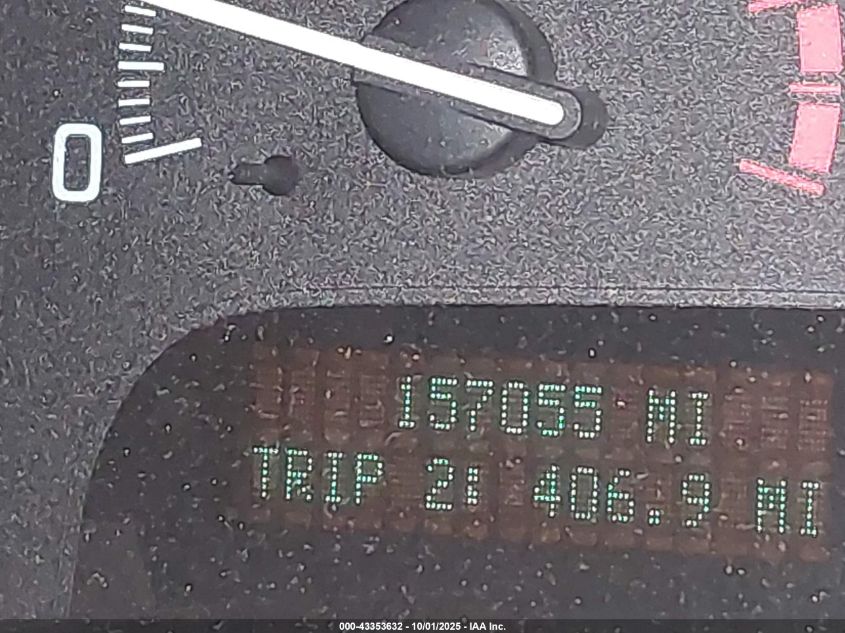 0
157055 MI
TRIP 2: 406.9 MI
000-43353632 - 10/01/2025 - IAA Inc.